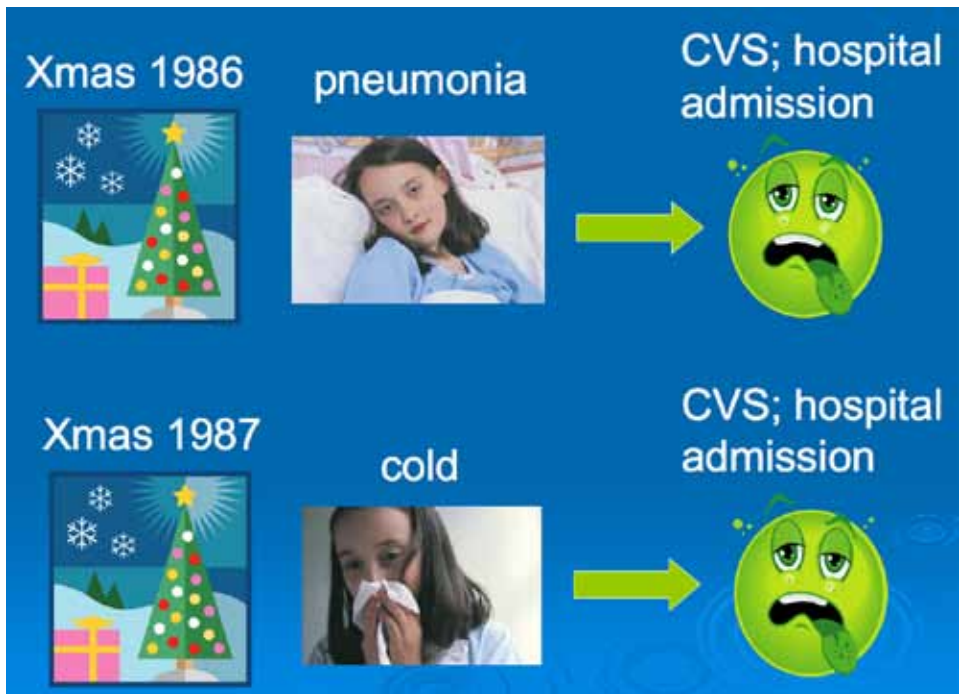 Xmas 1986
pneumonia
CVS; hospital
admission
Xmas 1987
cold
CVS; hospital
admission